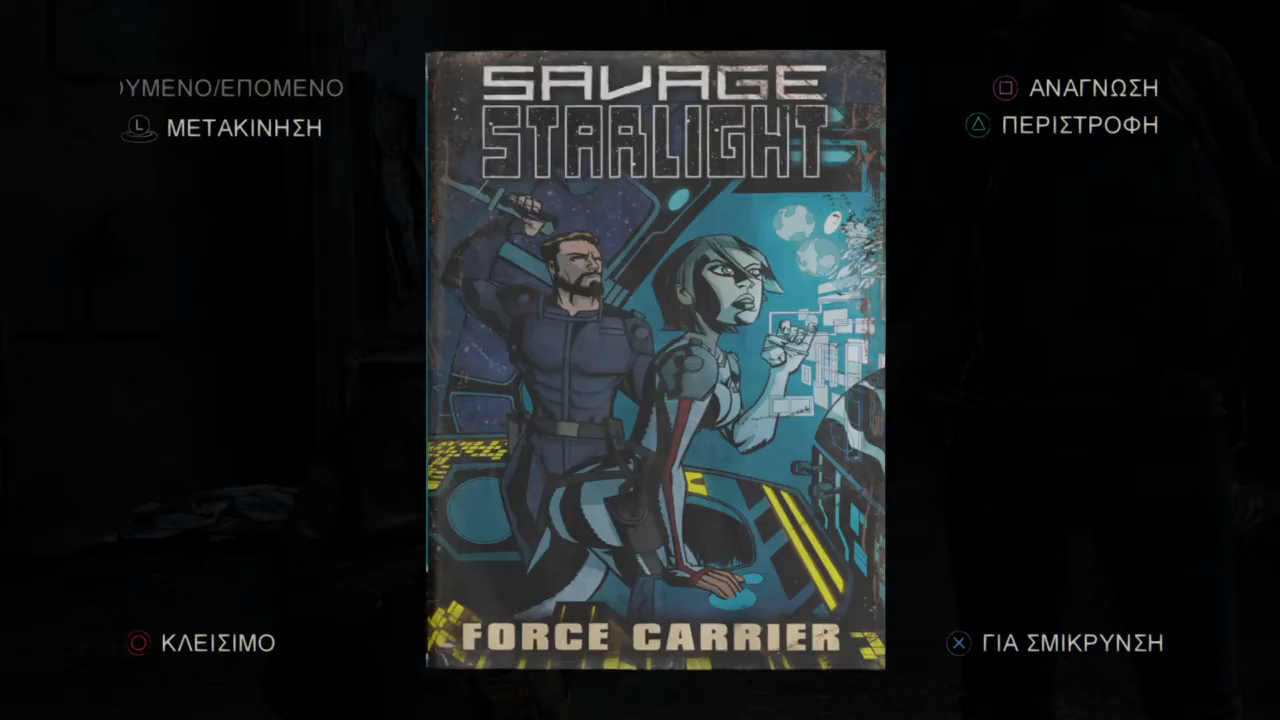 ΥΜΕΝΟ/ΕΠΟΜΕΝΟ
L ΜΕΤΑΚΙΝΗΣΗ
SAVAGE
STARLIGHT
ΑΝΑΓΝΩΣΗ
ΠΕΡΙΣΤΡΟΦΗ
ΚΛΕΙΣΙΜΟ
FORCE CARRIER
ΓΙΑ ΣΜΙΚΡΥΝΣΗ